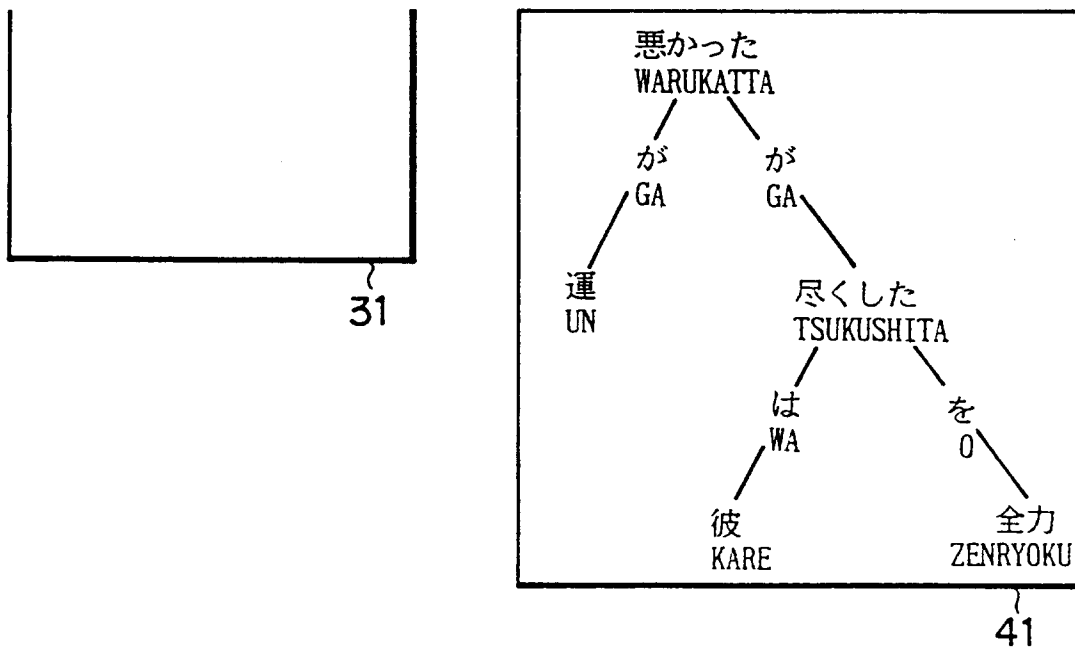 悪かった
WARUKATTA
が が
GA GA
運
UN
31
尽くした
TSUKUSHITA
は を
WA O
彼 全力
KARE ZENRYOKU
41